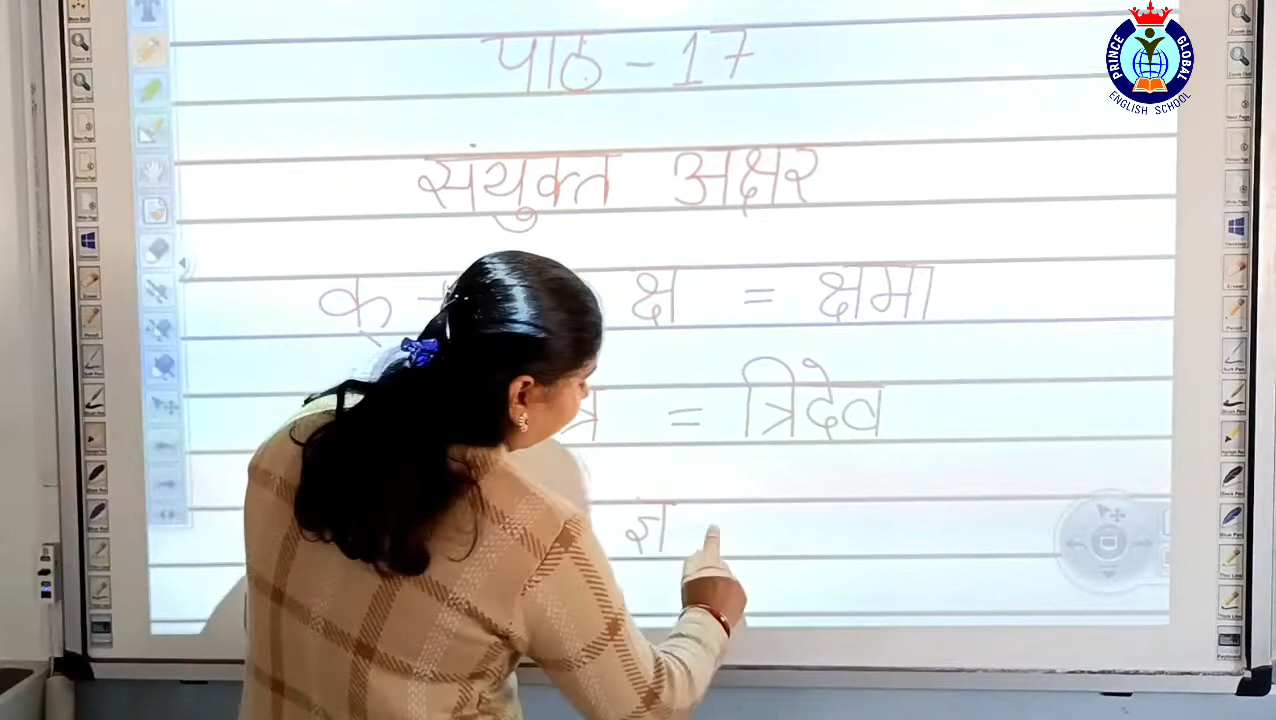 PRINCE GLOBAL
ENGLISH SCHOOL
पाठ - 17
संयुक्त अक्षर
क् + क्ष = क्षमा
त्र = त्रिदेव
ज्ञ